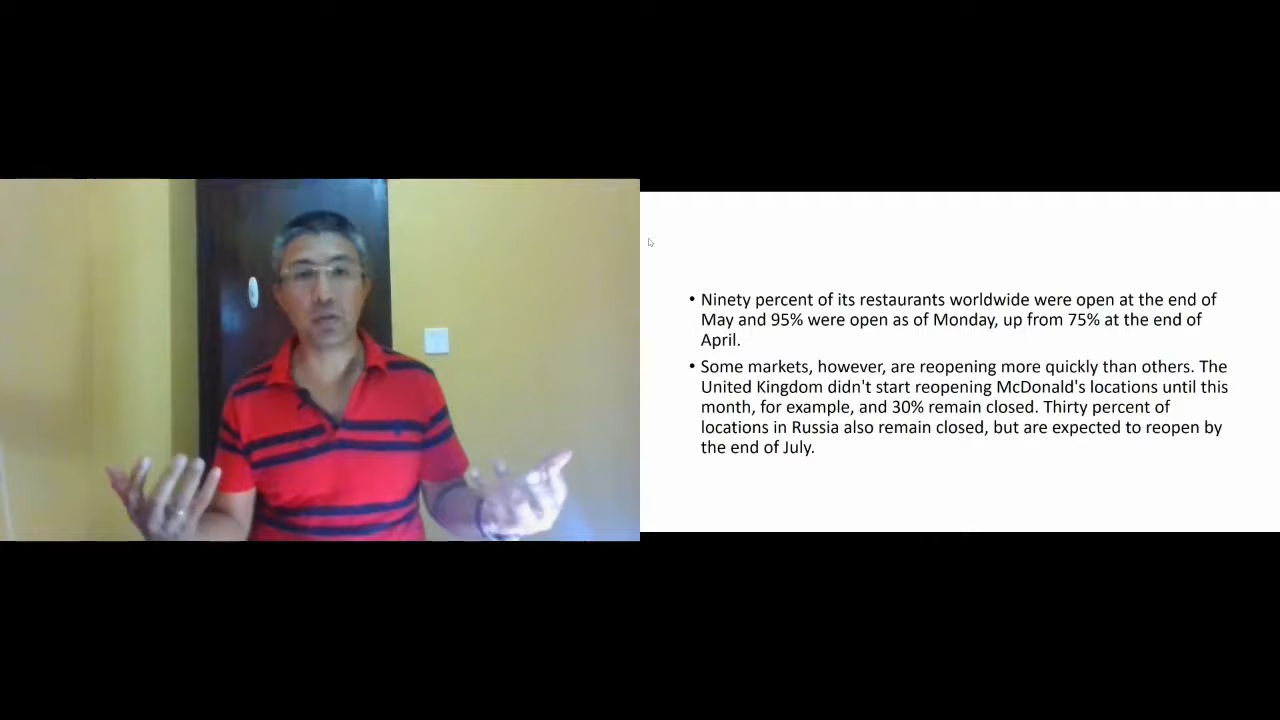 • Ninety percent of its restaurants worldwide were open at the end of
May and 95% were open as of Monday, up from 75% at the end of
April.
• Some markets, however, are reopening more quickly than others. The
United Kingdom didn't start reopening McDonald's locations until this
month, for example, and 30% remain closed. Thirty percent of
locations in Russia also remain closed, but are expected to reopen by
the end of July.